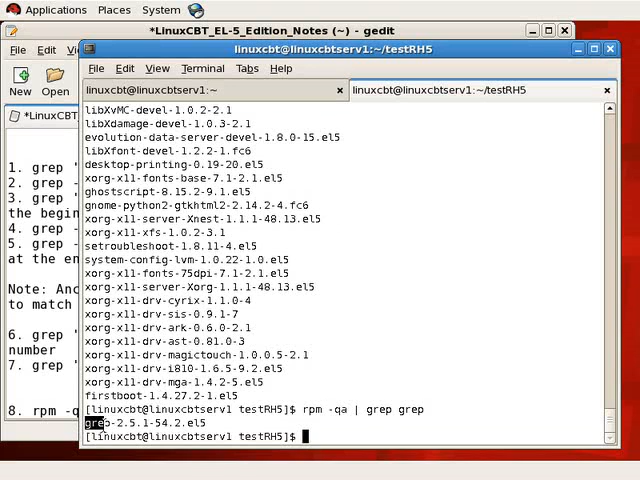 Applications Places System
*LinuxCBT_EL-5_Edition_Notes (~) - gedit
File Edit
New Open
*LinuxCBT_
1. grep '
2. grep -
3. grep '
the begin
4. grep -
5. grep -
at the en
Note: Anc
to match
6. grep '
number
7. grep '
8. rpm -qa
linuxcbt@linuxcbtserv1:~/testRH5
File Edit View Terminal Tabs Help
linuxcbt@linuxcbtserv1:~ linuxcbt@linuxcbtserv1:~/testRH5
libXvMC-devel-1.0.2-2.1
libXdamage-devel-1.0.3-2.1
evolution-data-server-devel-1.8.0-15.el5
libXfont-devel-1.2.2-1.fc6
desktop-printing-0.19-20.el5
xorg-x11-fonts-base-7.1-2.1.el5
ghostscript-8.15.2-9.1.el5
gnome-python2-gtkhtml2-2.14.2-4.fc6
xorg-x11-server-Xnest-1.1.1-48.13.el5
xorg-x11-xfs-1.0.2-3.1
setroubleshoot-1.8.11-4.el5
system-config-lvm-1.0.22-1.0.el5
xorg-x11-fonts-75dpi-7.1-2.1.el5
xorg-x11-server-Xorg-1.1.1-48.13.el5
xorg-x11-drv-cyrix-1.1.0-4
xorg-x11-drv-sis-0.9.1-7
xorg-x11-drv-ark-0.6.0-2.1
xorg-x11-drv-ast-0.81.0-3
xorg-x11-drv-magictouch-1.0.0.5-2.1
xorg-x11-drv-i810-1.6.5-9.2.el5
xorg-x11-drv-mga-1.4.2-5.el5
firstboot-1.4.27.2-1.el5
[linuxcbt@linuxcbtserv1 testRH5]$ rpm -qa | grep grep
grep-2.5.1-54.2.el5
[linuxcbt@linuxcbtserv1 testRH5]$